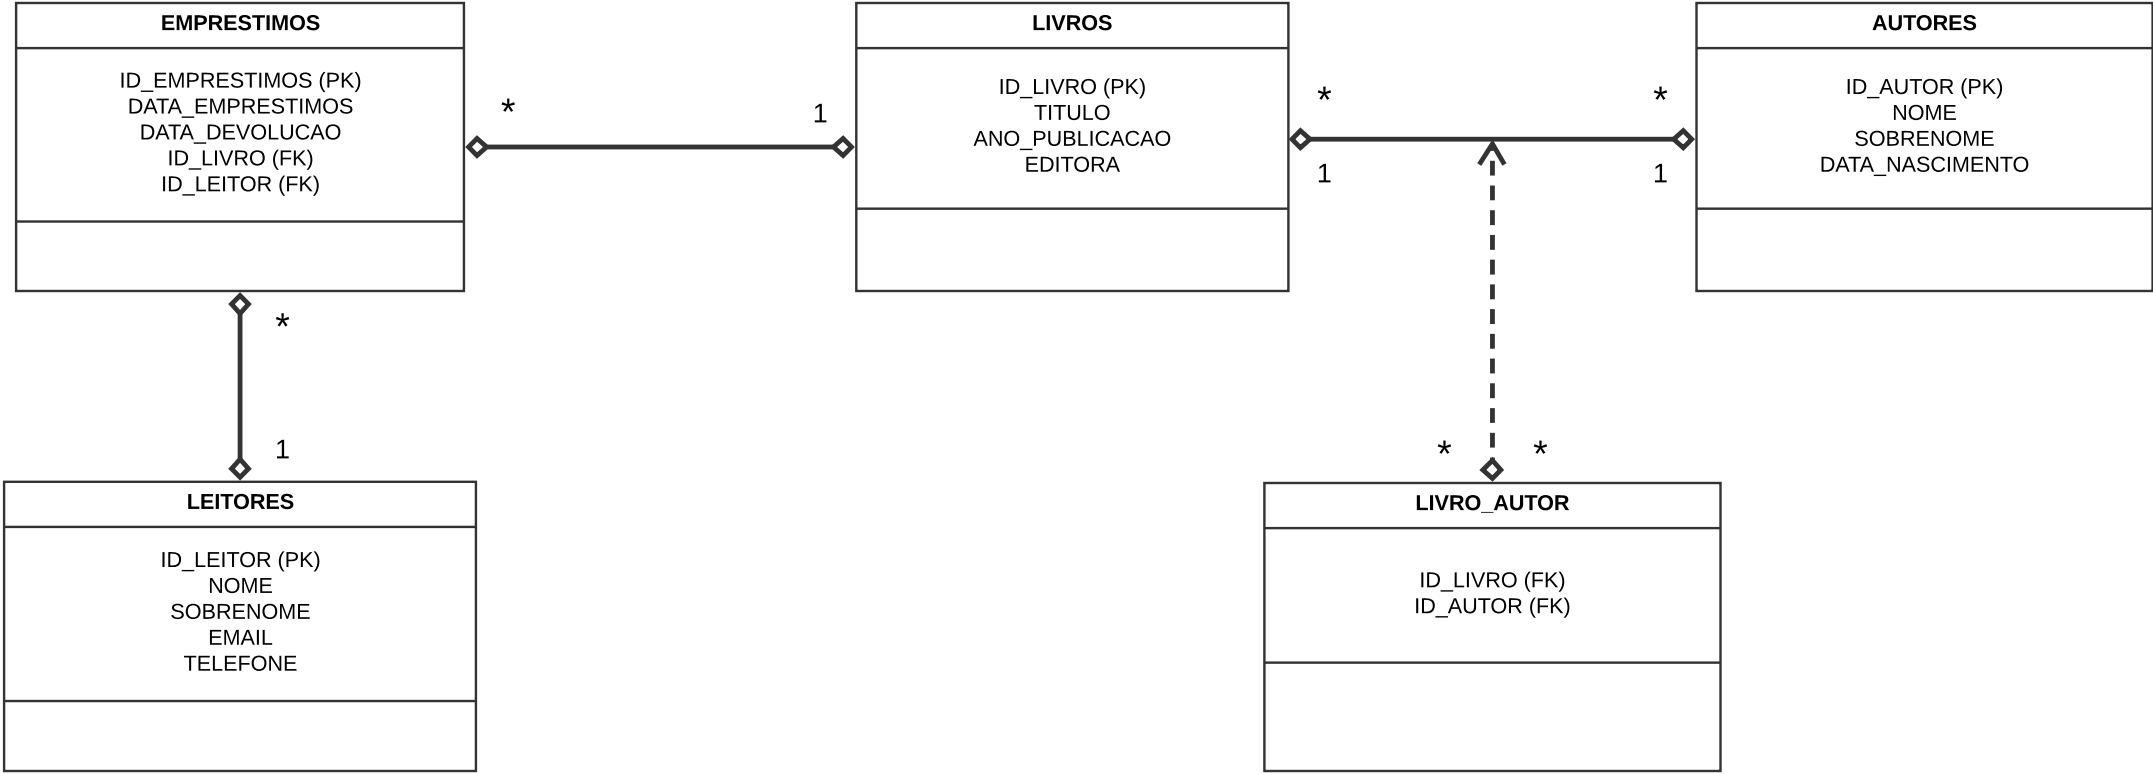 EMPRESTIMOS
ID_EMPRESTIMOS (PK)
DATA_EMPRESTIMOS
DATA_DEVOLUCAO
ID_LIVRO (FK)
ID_LEITOR (FK)
*
1
LIVROS
ID_LIVRO (PK)
TITULO
ANO_PUBLICACAO
EDITORA
*
*
1
1
AUTORES
ID_AUTOR (PK)
NOME
SOBRENOME
DATA_NASCIMENTO
*
1
LEITORES
ID_LEITOR (PK)
NOME
SOBRENOME
EMAIL
TELEFONE
*
*
LIVRO_AUTOR
ID_LIVRO (FK)
ID_AUTOR (FK)